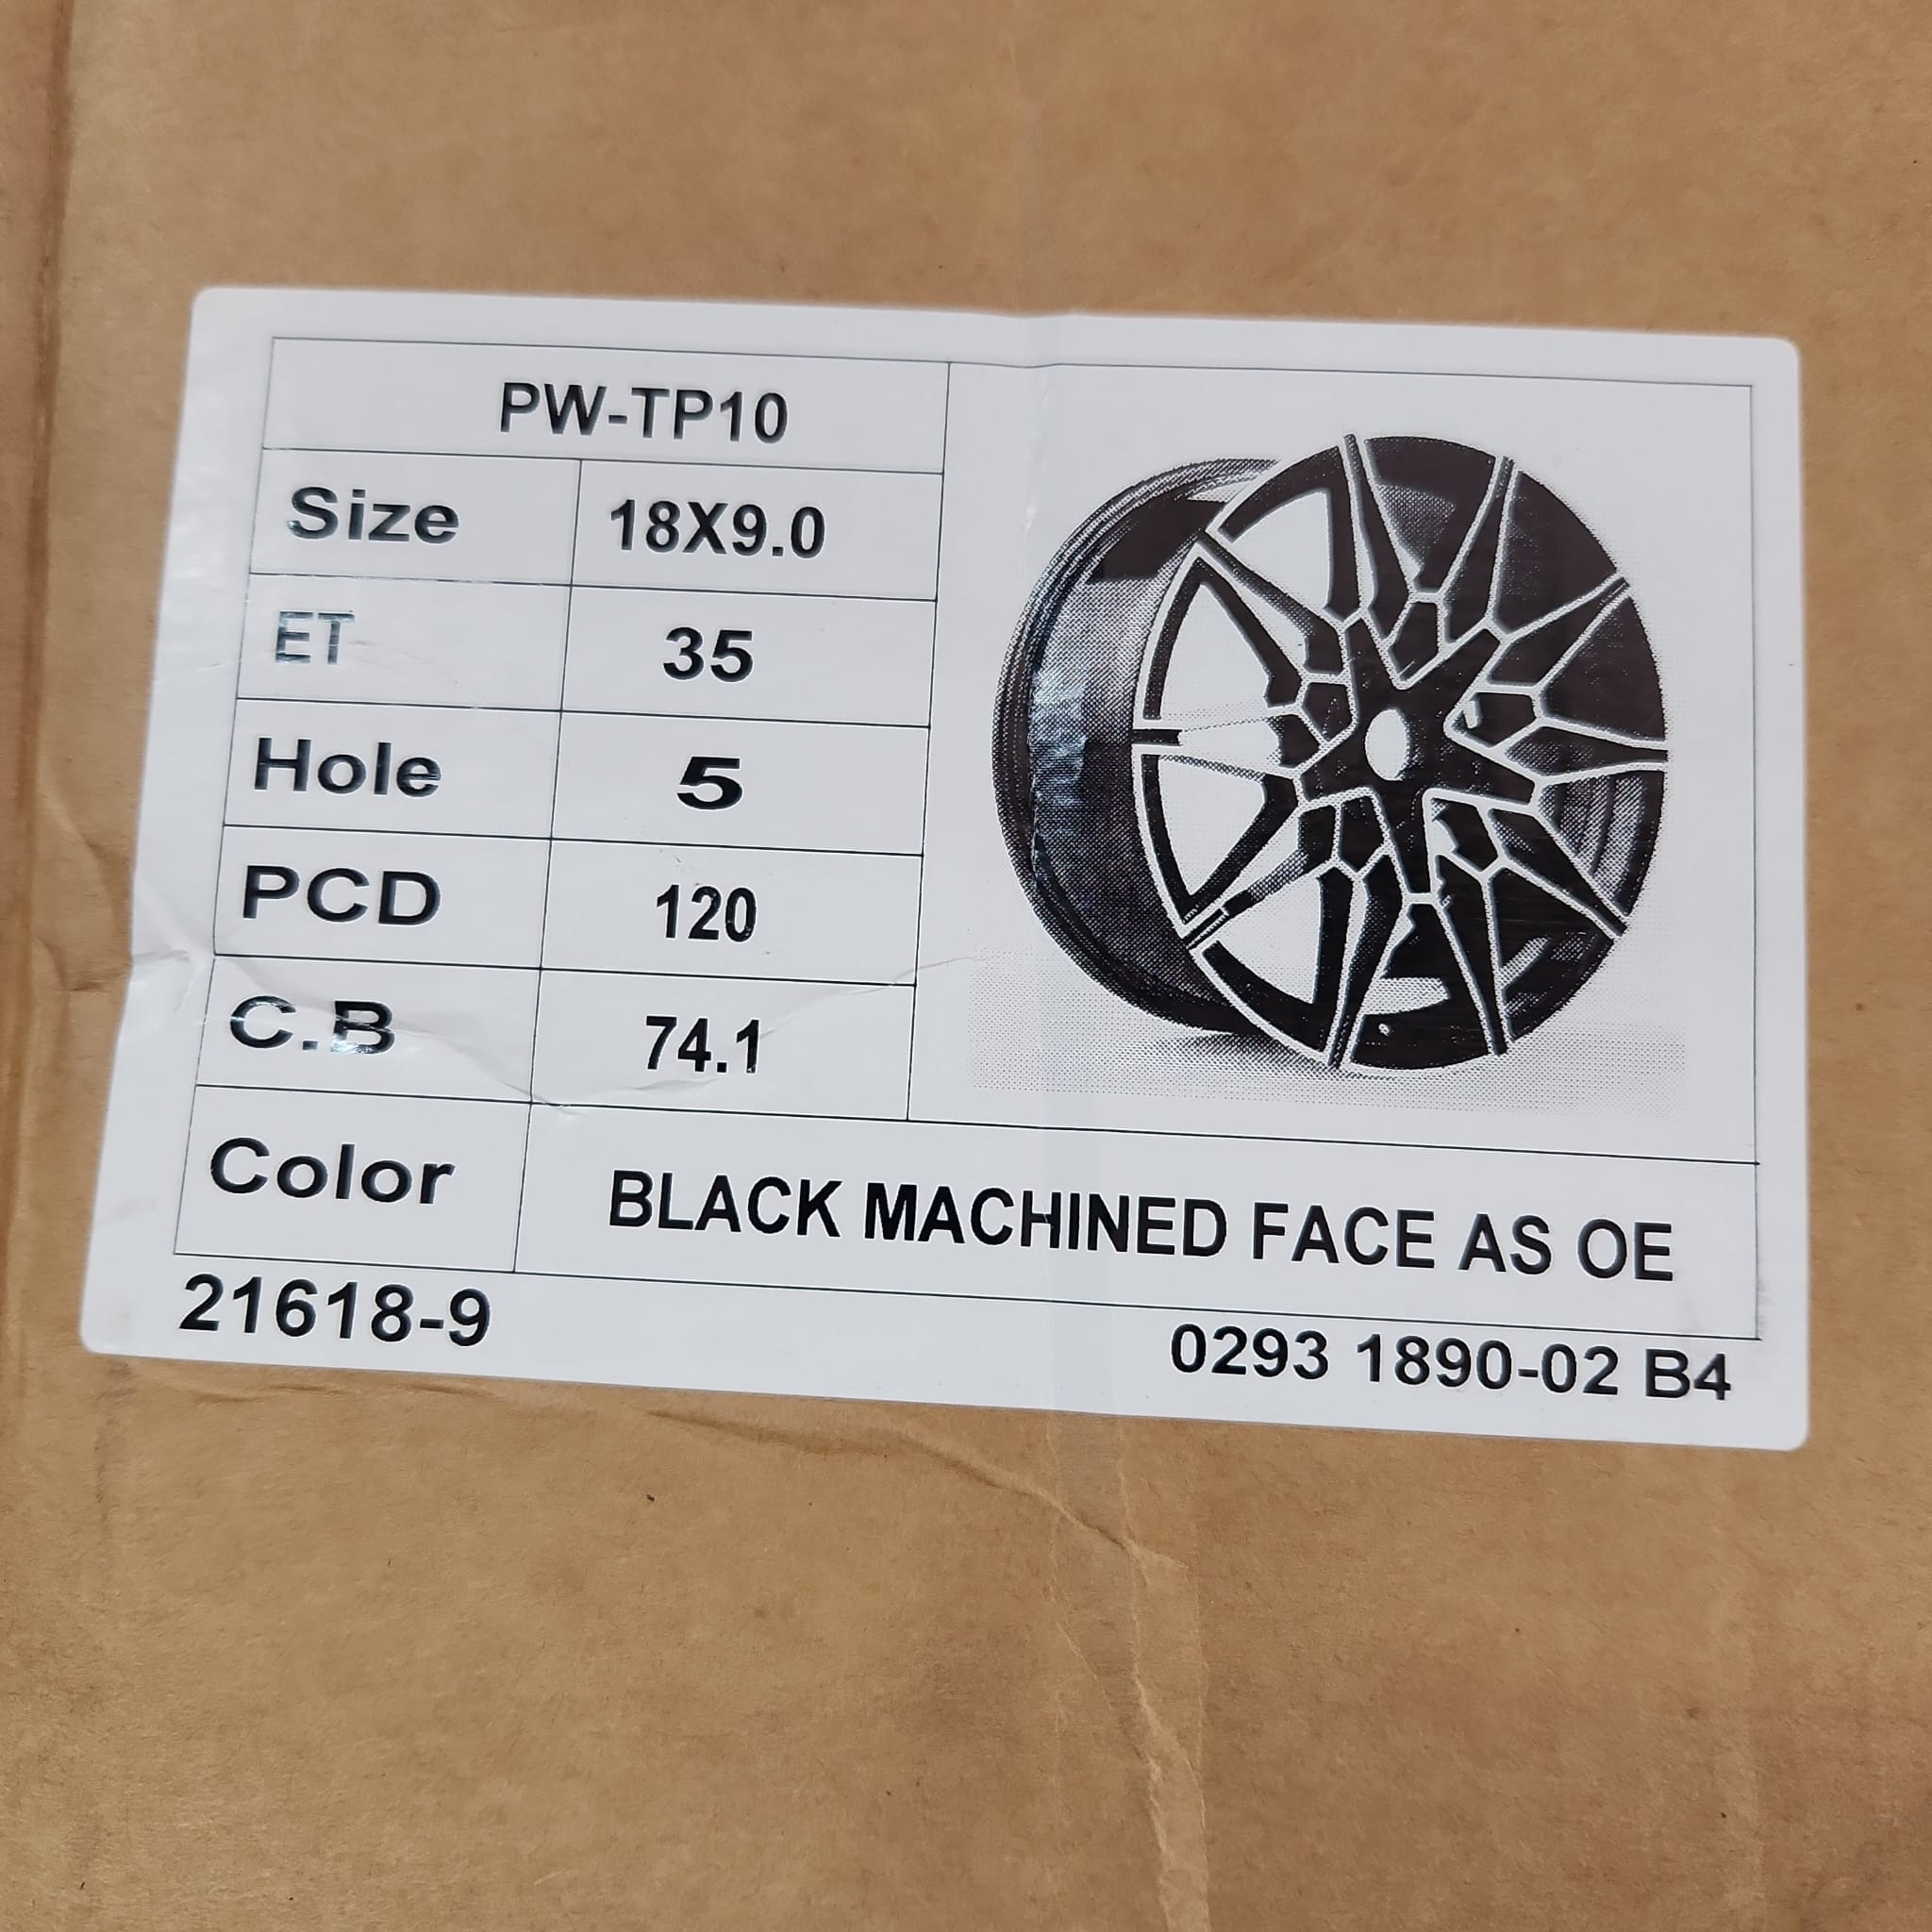 PW-TP10
Size 18X9.0
ET 35
Hole 5
PCD 120
C.B 74.1
Color BLACK MACHINED FACE AS OE
21618-9 0293 1890-02 B4